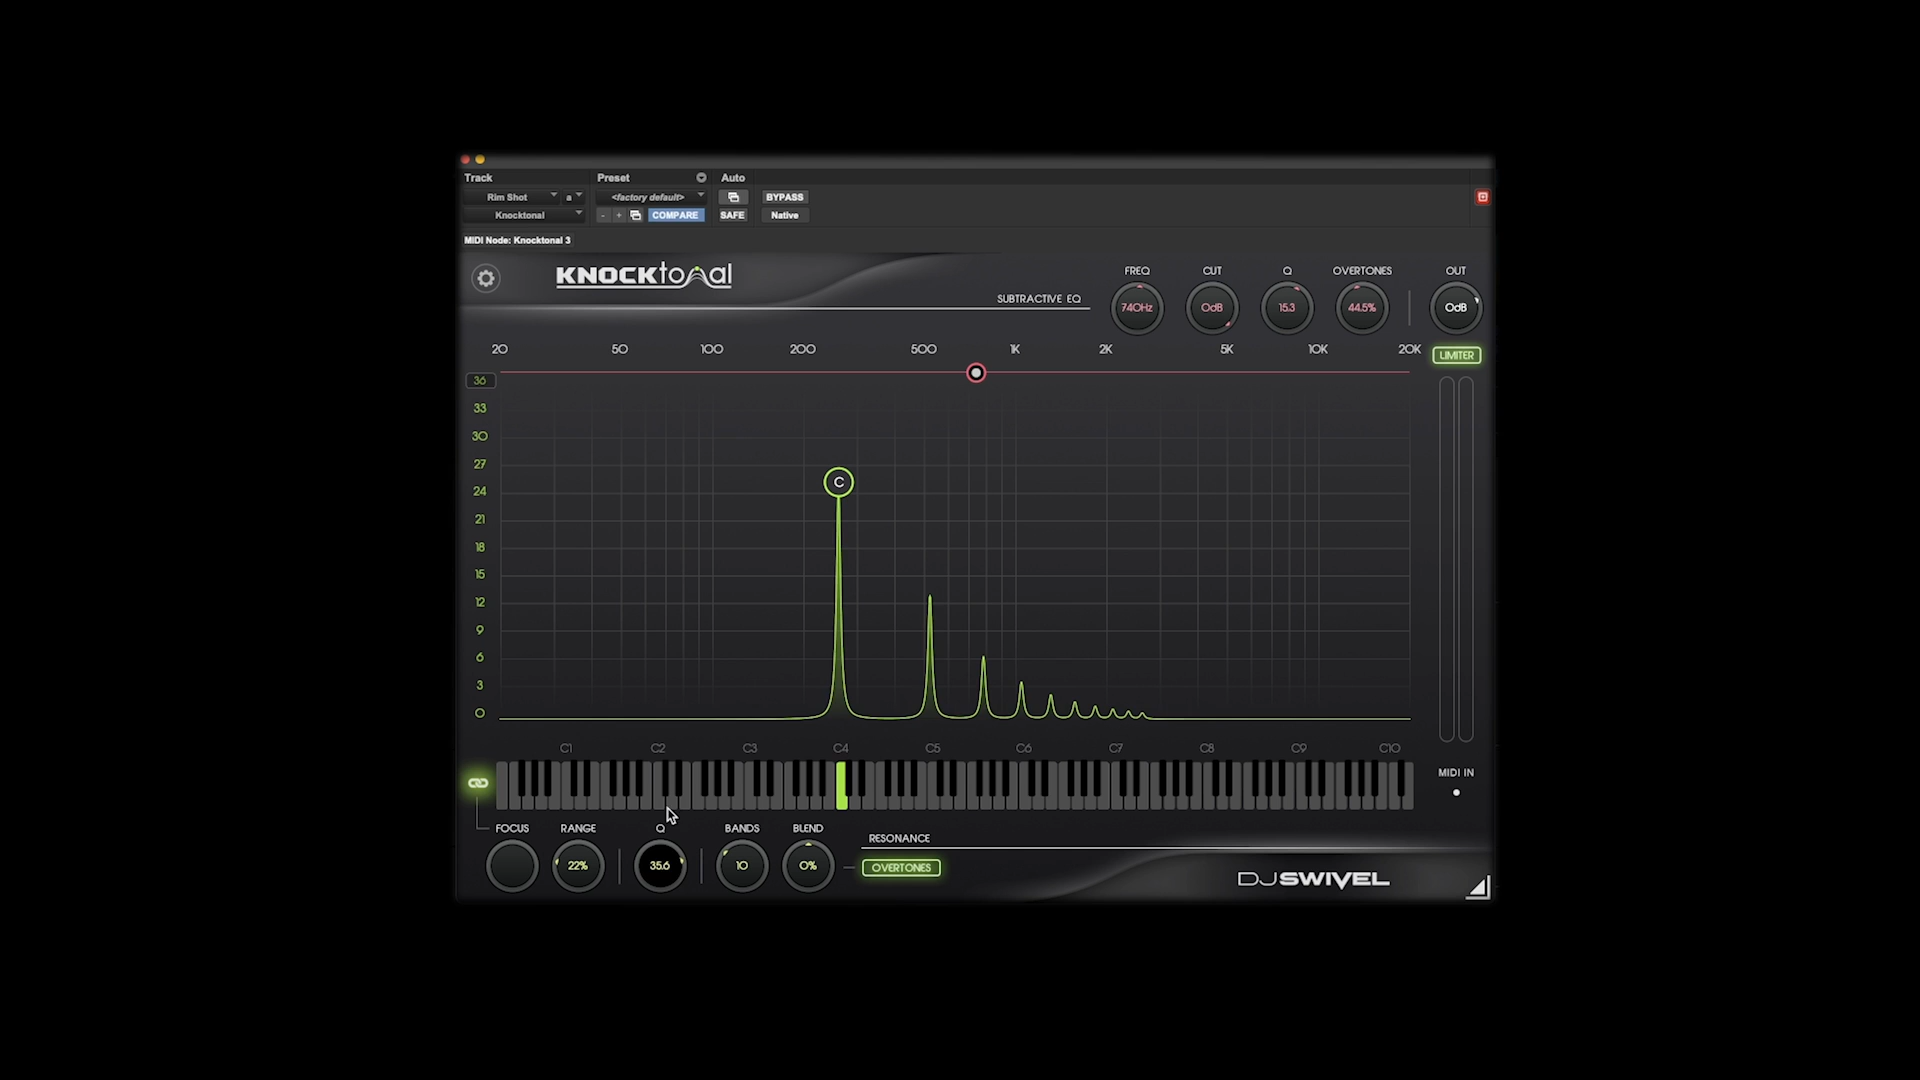 Track
Preset
Auto
Rim Shot
a
<factory default>
BYPASS
Knocktonal
- +
COMPARE
SAFE
Native
MIDI Node: Knocktonal 3
KNOCKtonal
SUBTRACTIVE EQ
FREQ
CUT
Q
OVERTONES
OUT
740Hz
0dB
15.3
44.5%
0dB
20 50 100 200 500 1K 2K 5K 10K 20K
LIMITER
36
33
30
27
24
21
18
15
12
9
6
3
0
C
C1 C2 C3 C4 C5 C6 C7 C8 C9 C10
MIDI IN
FOCUS
RANGE
Q
BANDS
BLEND
RESONANCE
22%
35.6
10
0%
OVERTONES
DJ SWIVEL